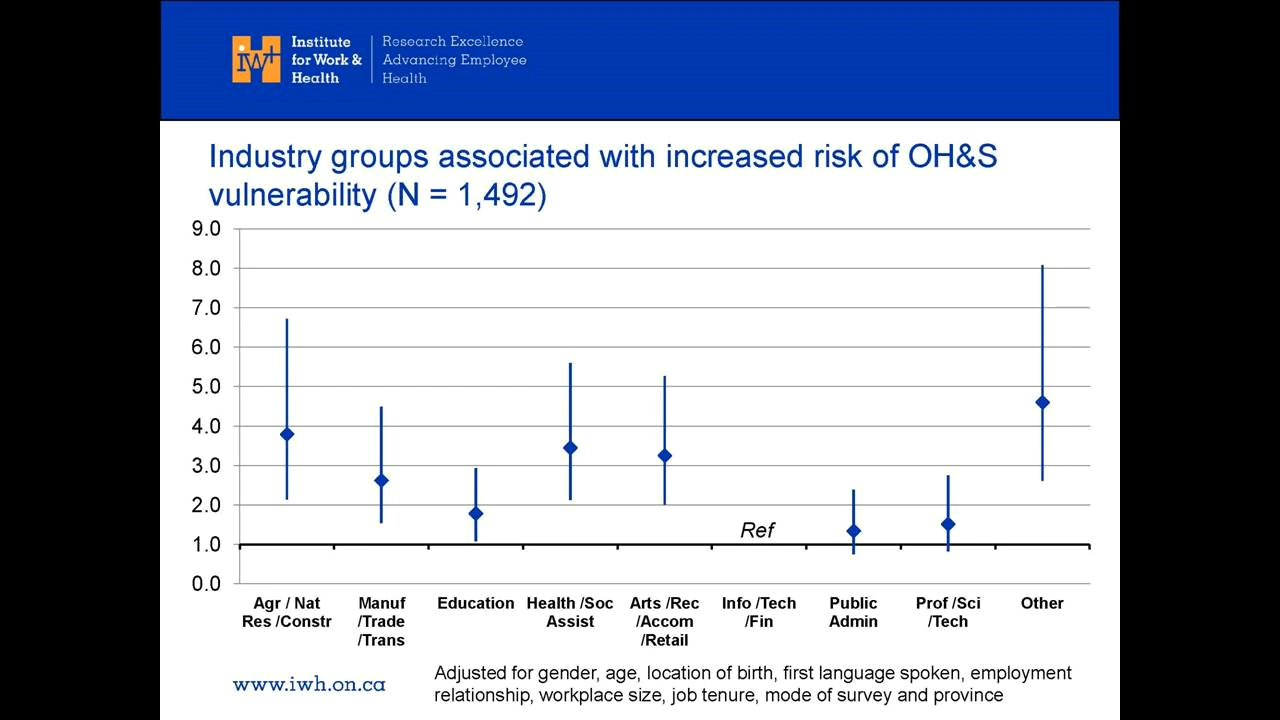 Institute
for Work &
Health
Research Excellence
Advancing Employee
Health
iw+
Industry groups associated with increased risk of OH&S
vulnerability (N = 1,492)
9.0
8.0
7.0
6.0
5.0
4.0
3.0
2.0
1.0
0.0
Ref
Agr / Nat
Res /Constr
Manuf
/Trade
/Trans
Education
Health /Soc
Assist
Arts /Rec
/Accom
/Retail
Info /Tech
/Fin
Public
Admin
Prof /Sci
/Tech
Other
www.iwh.on.ca
Adjusted for gender, age, location of birth, first language spoken, employment
relationship, workplace size, job tenure, mode of survey and province